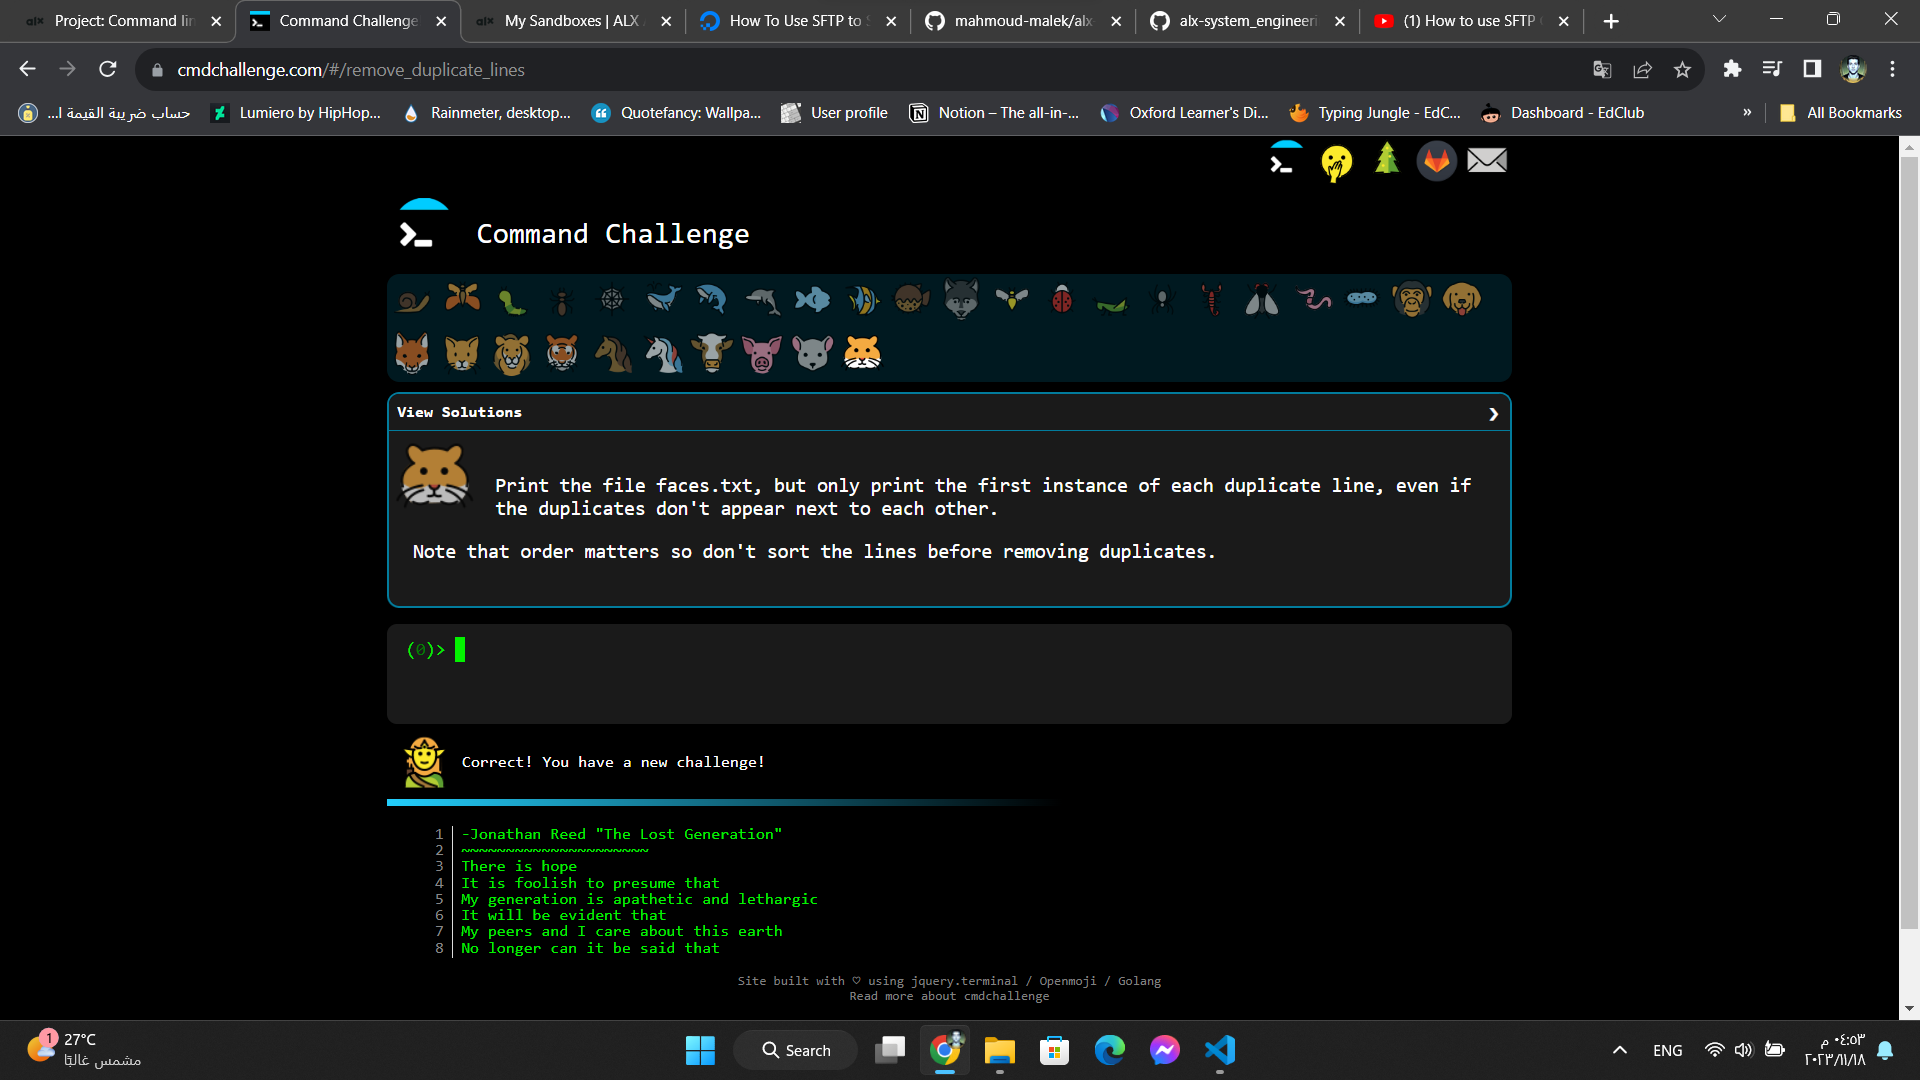 alx Project: Command lin
Command Challenge
alx My Sandboxes | ALX
How To Use SFTP to S
mahmoud-malek/alx
alx-system_engineeri
(1) How to use SFTP
cmdchallenge.com/#/remove_duplicate_lines
حساب ضريبة القيمة ا...
Lumiero by HipHop...
Rainmeter, desktop...
Quotefancy: Wallpa...
User profile
Notion – The all-in-...
Oxford Learner's Di...
Typing Jungle - EdC...
Dashboard - EdClub
»
All Bookmarks
Command Challenge
View Solutions
Print the file faces.txt, but only print the first instance of each duplicate line, even if
the duplicates don't appear next to each other.
Note that order matters so don't sort the lines before removing duplicates.
(0)>
Correct! You have a new challenge!
1 -Jonathan Reed "The Lost Generation"
2 ~~~~~~~~~~~~~~~~~~~~~
3 There is hope
4 It is foolish to presume that
5 My generation is apathetic and lethargic
6 It will be evident that
7 My peers and I care about this earth
8 No longer can it be said that
Site built with ♡ using jquery.terminal / Openmoji / Golang
Read more about cmdchallenge
1
27°C
مشمس غالبًا
Search
ENG
٠٤:٥٣ م
٢٠٢٣/١١/١٨